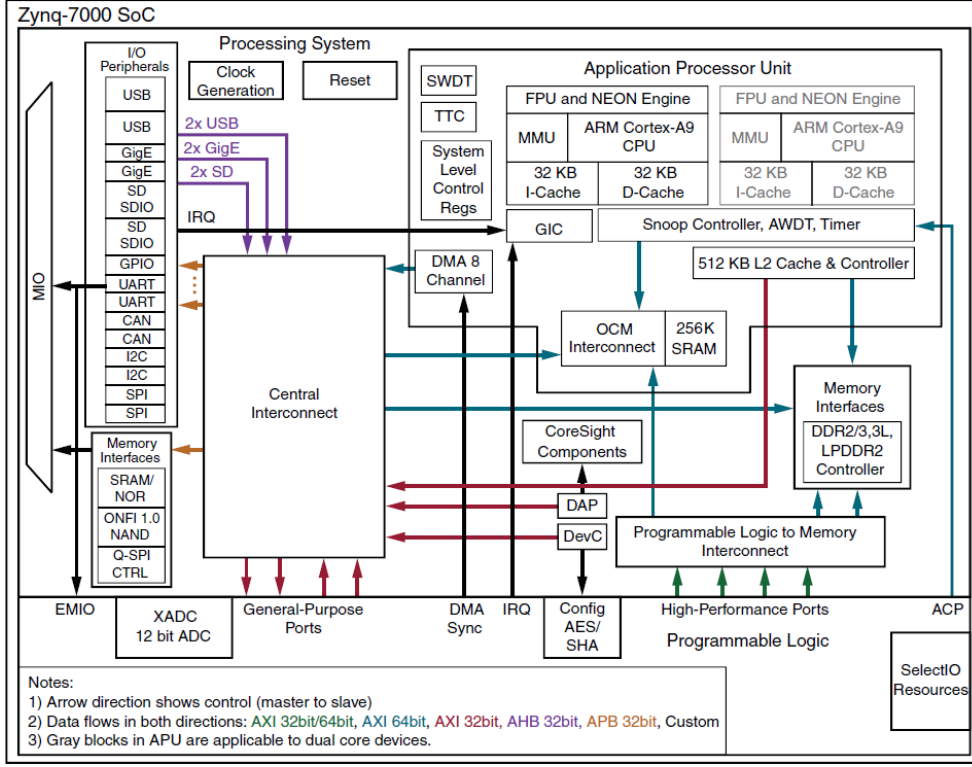 Zynq-7000 SoC
Processing System
I/O
Peripherals
USB
USB
GigE
GigE
SD
SDIO
SD
SDIO
GPIO
UART
UART
CAN
CAN
I2C
I2C
SPI
SPI
MIO
Memory
Interfaces
SRAM/
NOR
ONFI 1.0
NAND
Q-SPI
CTRL
Clock
Generation
Reset
2x USB
2x GigE
2x SD
IRQ
Central
Interconnect
Application Processor Unit
SWDT
TTC
System
Level
Control
Regs
FPU and NEON Engine
MMU
ARM Cortex-A9
CPU
32 KB
I-Cache
32 KB
D-Cache
FPU and NEON Engine
MMU
ARM Cortex-A9
CPU
32 KB
I-Cache
32 KB
D-Cache
GIC
Snoop Controller, AWDT, Timer
DMA 8
Channel
512 KB L2 Cache & Controller
OCM
Interconnect
256K
SRAM
Memory
Interfaces
DDR2/3,3L,
LPDDR2
Controller
CoreSight
Components
DAP
DevC
Programmable Logic to Memory
Interconnect
EMIO
XADC
12 bit ADC
General-Purpose
Ports
DMA
Sync
IRQ
Config
AES/
SHA
High-Performance Ports
ACP
Programmable Logic
SelectIO
Resources
Notes:
1) Arrow direction shows control (master to slave)
2) Data flows in both directions: AXI 32bit/64bit, AXI 64bit, AXI 32bit, AHB 32bit, APB 32bit, Custom
3) Gray blocks in APU are applicable to dual core devices.